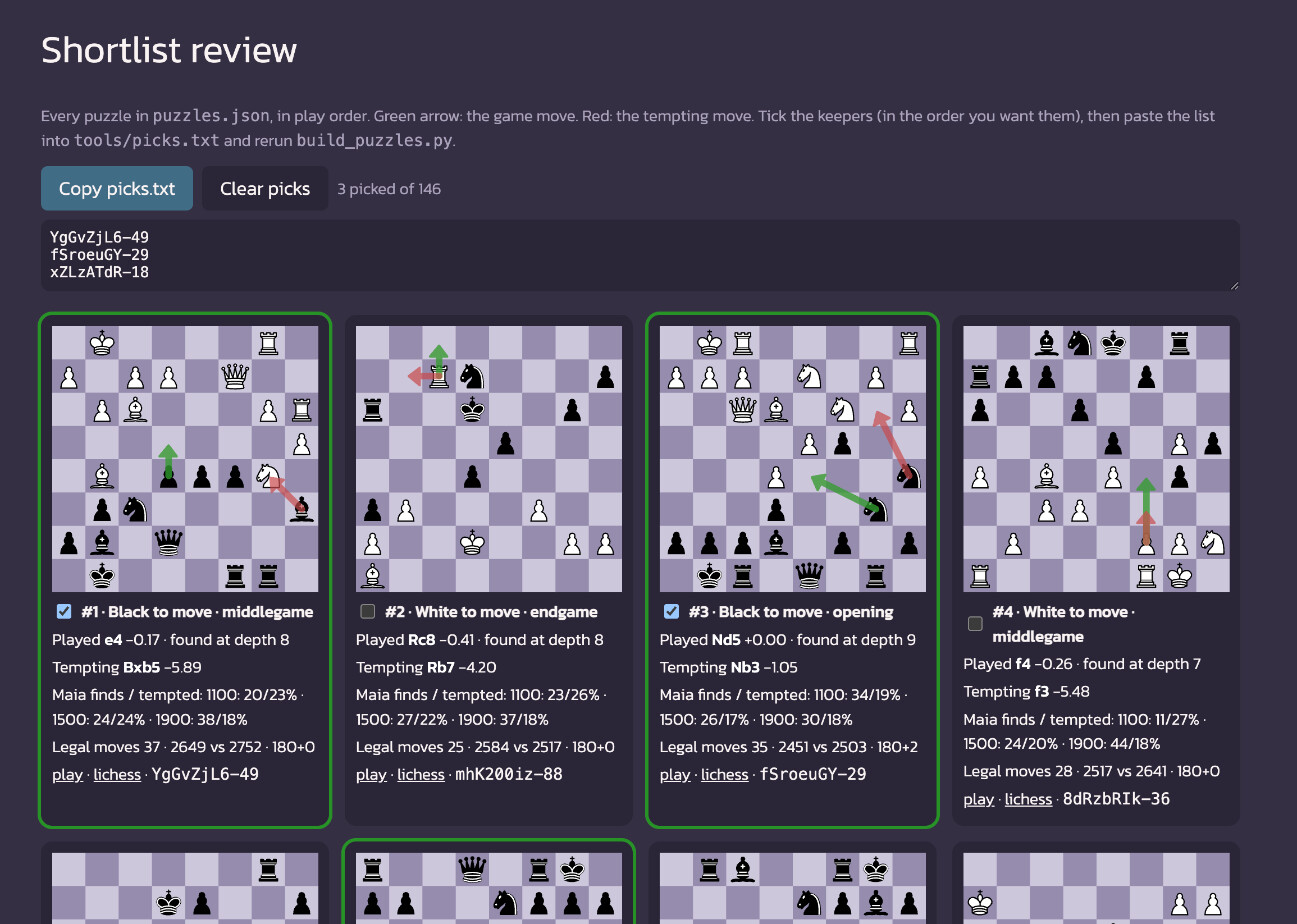 Shortlist review
Every puzzle in puzzles.json, in play order. Green arrow: the game move. Red: the tempting move. Tick the keepers (in the order you want them), then paste the list
into tools/picks.txt and rerun build_puzzles.py.
Copy picks.txt
Clear picks
3 picked of 146
YgGvZjL6-49
fSroeuGY-29
xZLzATdR-18
#1 · Black to move · middlegame
Played e4 -0.17 · found at depth 8
Tempting Bxb5 -5.89
Maia finds / tempted: 1100: 20/23% ·
1500: 24/24% · 1900: 38/18%
Legal moves 37 · 2649 vs 2752 · 180+0
play · lichess · YgGvZjL6-49
#2 · White to move · endgame
Played Rc8 -0.41 · found at depth 8
Tempting Rb7 -4.20
Maia finds / tempted: 1100: 23/26% ·
1500: 27/22% · 1900: 37/18%
Legal moves 25 · 2584 vs 2517 · 180+0
play · lichess · mhK200iz-88
#3 · Black to move · opening
Played Nd5 +0.00 · found at depth 9
Tempting Nb3 -1.05
Maia finds / tempted: 1100: 34/19% ·
1500: 26/17% · 1900: 30/18%
Legal moves 35 · 2451 vs 2503 · 180+2
play · lichess · fSroeuGY-29
#4 · White to move ·
middlegame
Played f4 -0.26 · found at depth 7
Tempting f3 -5.48
Maia finds / tempted: 1100: 11/27% ·
1500: 24/20% · 1900: 44/18%
Legal moves 28 · 2517 vs 2641 · 180+0
play · lichess · 8dRzbRIk-36